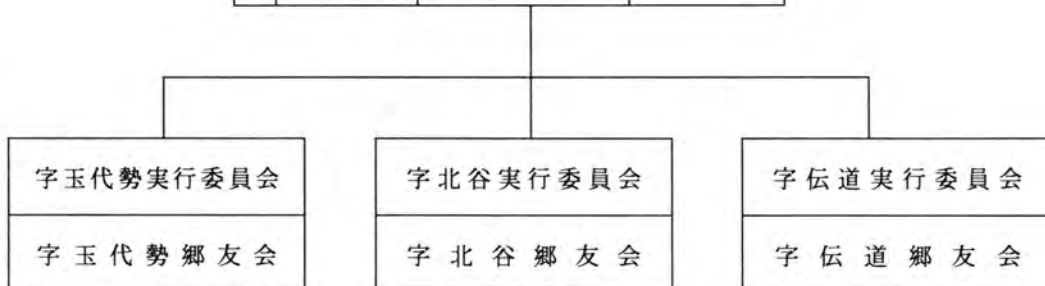 字玉代勢実行委員会
字玉代勢郷友会
字北谷実行委員会
字北谷郷友会
字伝道実行委員会
字伝道郷友会